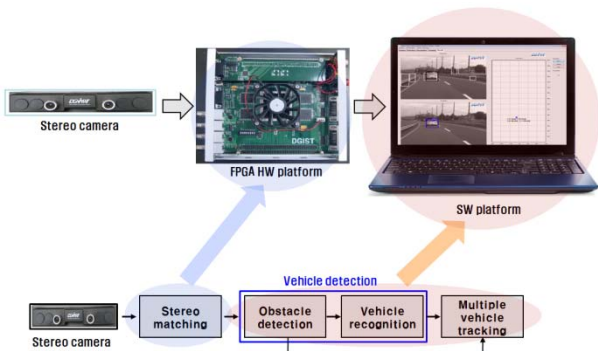 DGIST
Stereo camera
FPGA HW platform
SW platform
Vehicle detection
Stereo camera
Stereo
matching
Obstacle
detection
Vehicle
recognition
Multiple
vehicle
tracking